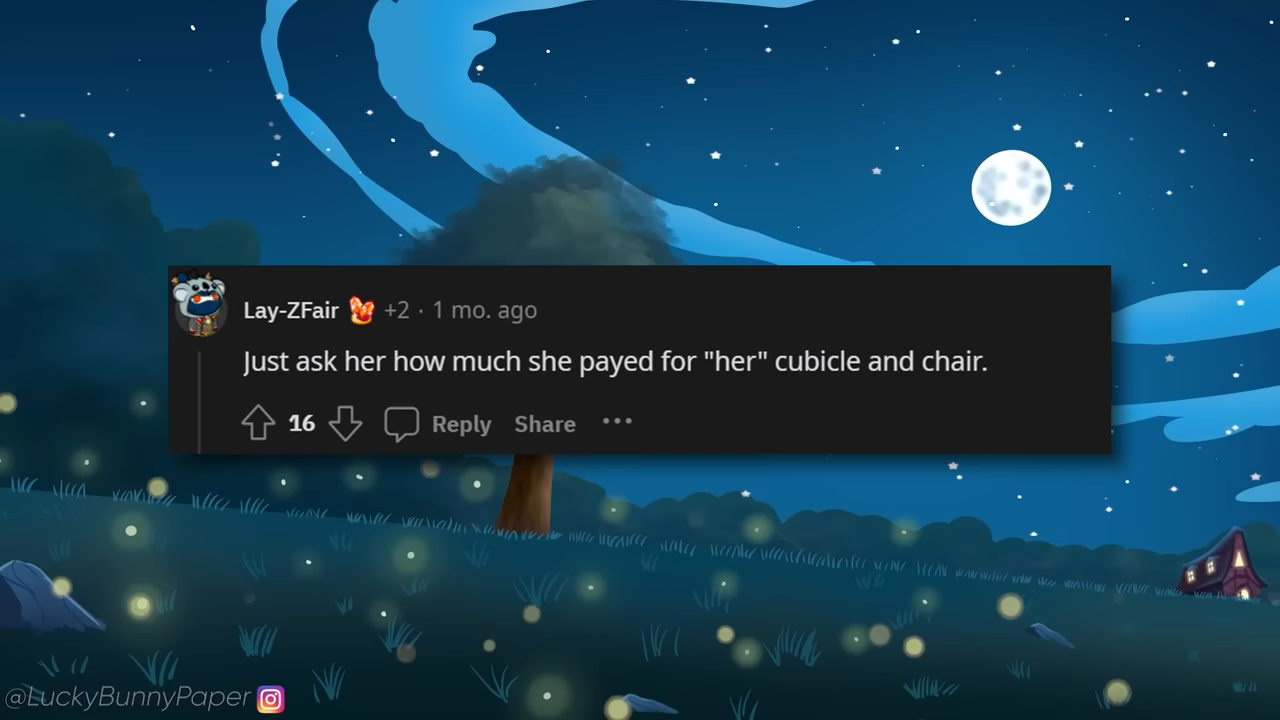 Lay-ZFair +2 · 1 mo. ago
Just ask her how much she payed for "her" cubicle and chair.
16 Reply Share ···
@LuckyBunnyPaper